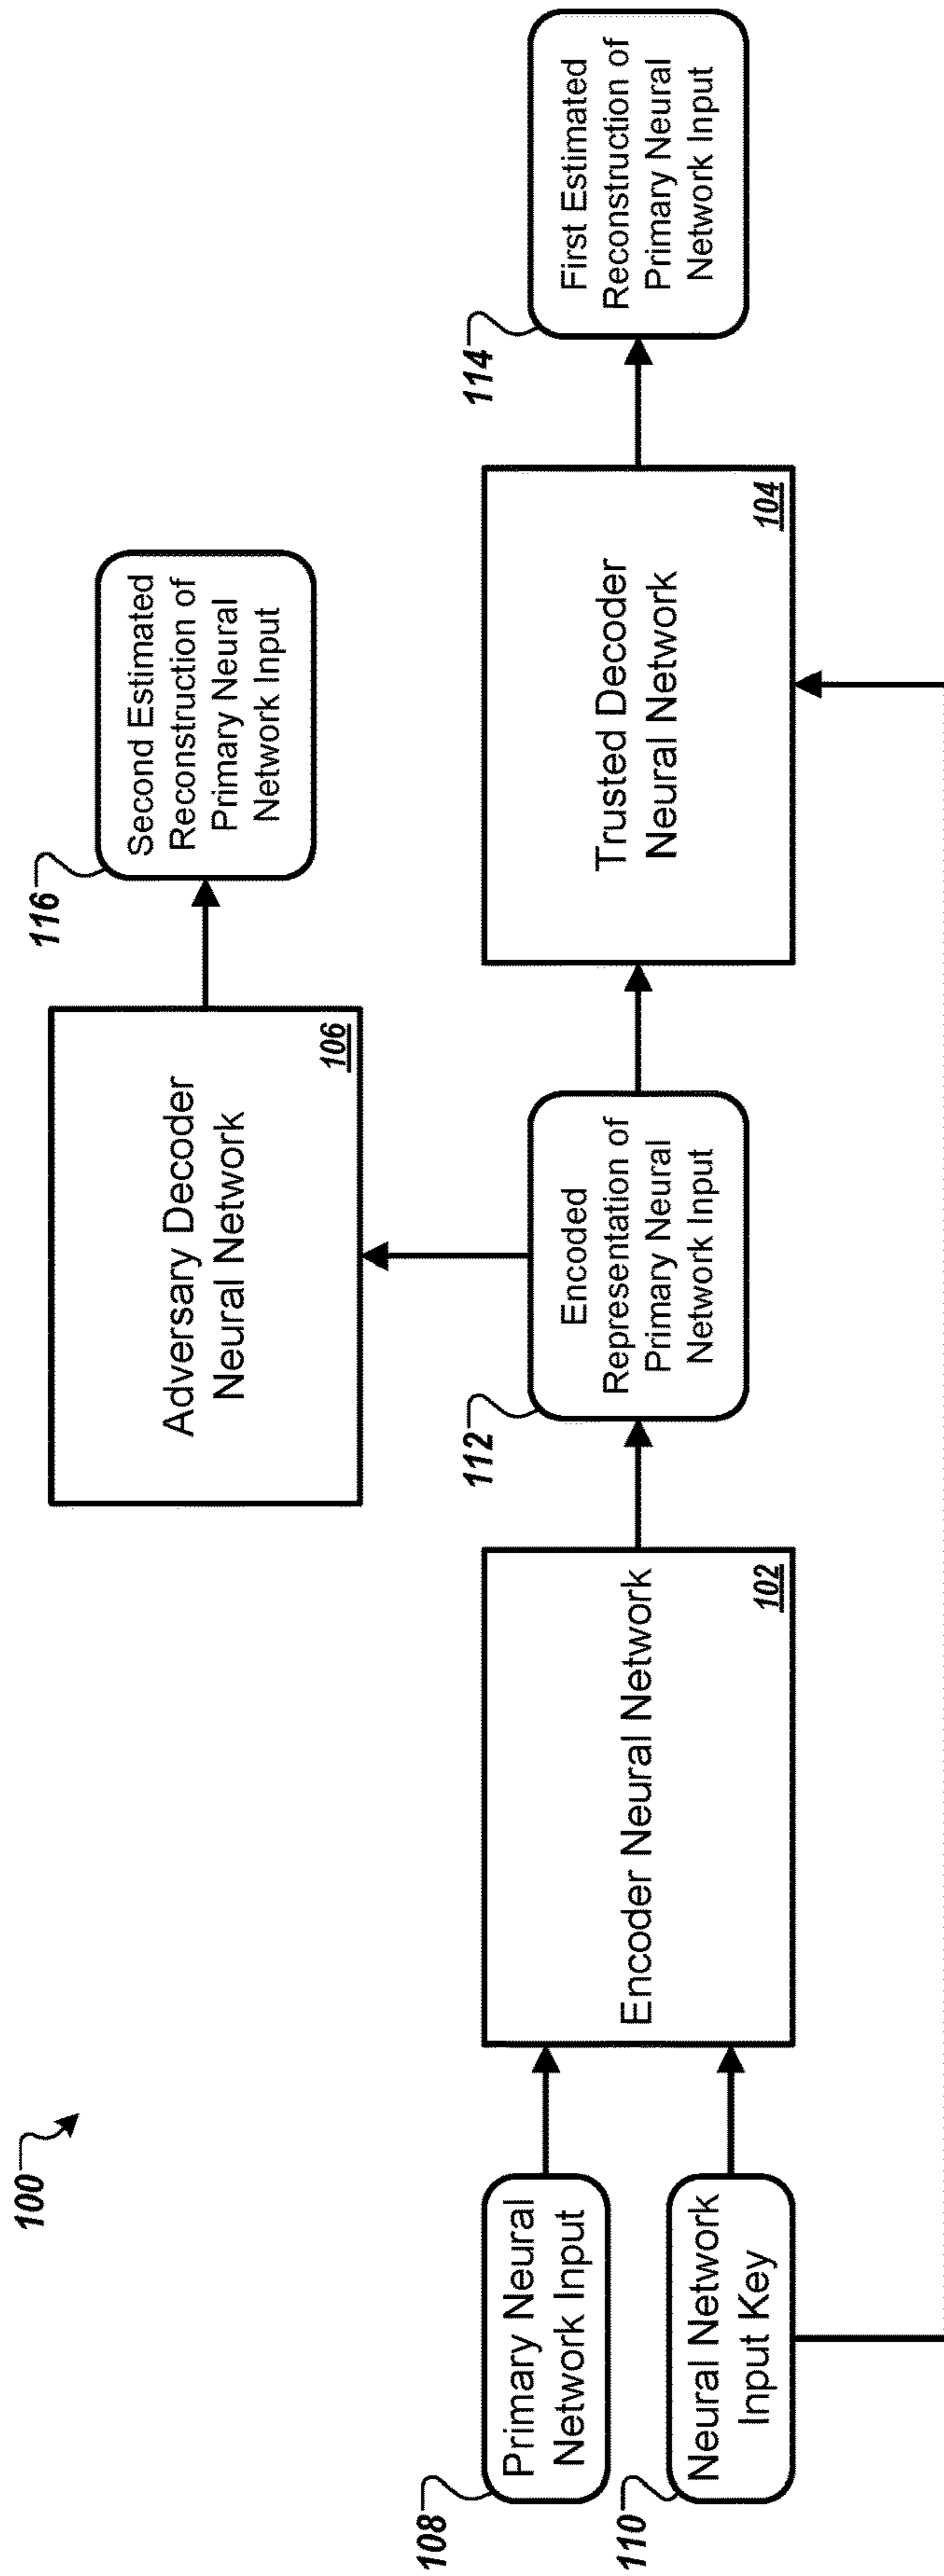 100
108
Primary Neural
Network Input
110
Neural Network
Input Key
Encoder Neural Network
102
112
Encoded
Representation of
Primary Neural
Network Input
Adversary Decoder
Neural Network
106
116
Second Estimated
Reconstruction of
Primary Neural
Network Input
Trusted Decoder
Neural Network
104
114
First Estimated
Reconstruction of
Primary Neural
Network Input